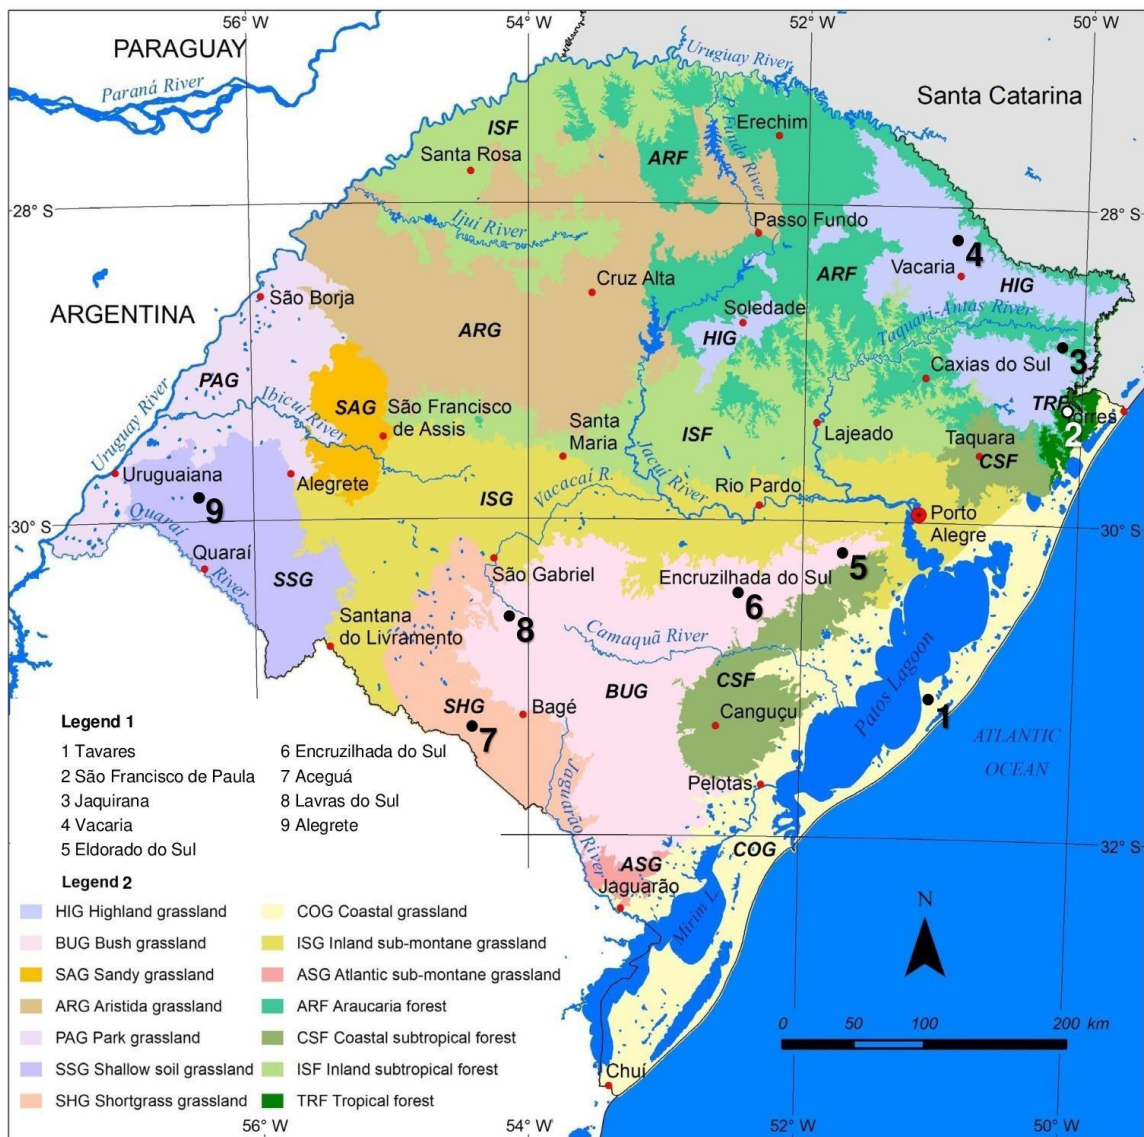 56° W
54° W
52° W
50° W
PARAGUAY
Paraná River
Uruguay River
Santa Catarina
ISF
Santa Rosa
ARF
Erechim
P. Fundo River
28° S
28° S
Ijuí River
Passo Fundo
4
Vacaria
HIG
ARGENTINA
São Borja
Cruz Alta
ARF
ARG
Soledade
HIG
Taquari-Antas River
3
Caxias do Sul
PAG
Ibicuí River
SAG
São Francisco
de Assis
Santa
Maria
ISF
Lajeado
TRF
Torres
2
Taquara
CSF
Uruguay River
Uruguaiana
Alegrete
ISG
Vacacaí R.
Jacuí River
Rio Pardo
9
Quaraí
River
Quaraí
30° S
30° S
Porto
Alegre
SSG
São Gabriel
Encruzilhada do Sul
5
6
Santana
do Livramento
8
Camaquã River
BUG
CSF
Canguçu
Patos Lagoon
1
SHG
Bagé
7
ATLANTIC
OCEAN
Jaguarão River
Pelotas
COG
32° S
ASG
Jaguarão
Mirim L.
Chuí
Legend 1
1 Tavares
2 São Francisco de Paula
3 Jaquirana
4 Vacaria
5 Eldorado do Sul
6 Encruzilhada do Sul
7 Aceguá
8 Lavras do Sul
9 Alegrete
Legend 2
HIG Highland grassland
BUG Bush grassland
SAG Sandy grassland
ARG Aristida grassland
PAG Park grassland
SSG Shallow soil grassland
SHG Shortgrass grassland
COG Coastal grassland
ISG Inland sub-montane grassland
ASG Atlantic sub-montane grassland
ARF Araucaria forest
CSF Coastal subtropical forest
ISF Inland subtropical forest
TRF Tropical forest
N
0 50 100 200 km
56° W
54° W
52° W
50° W